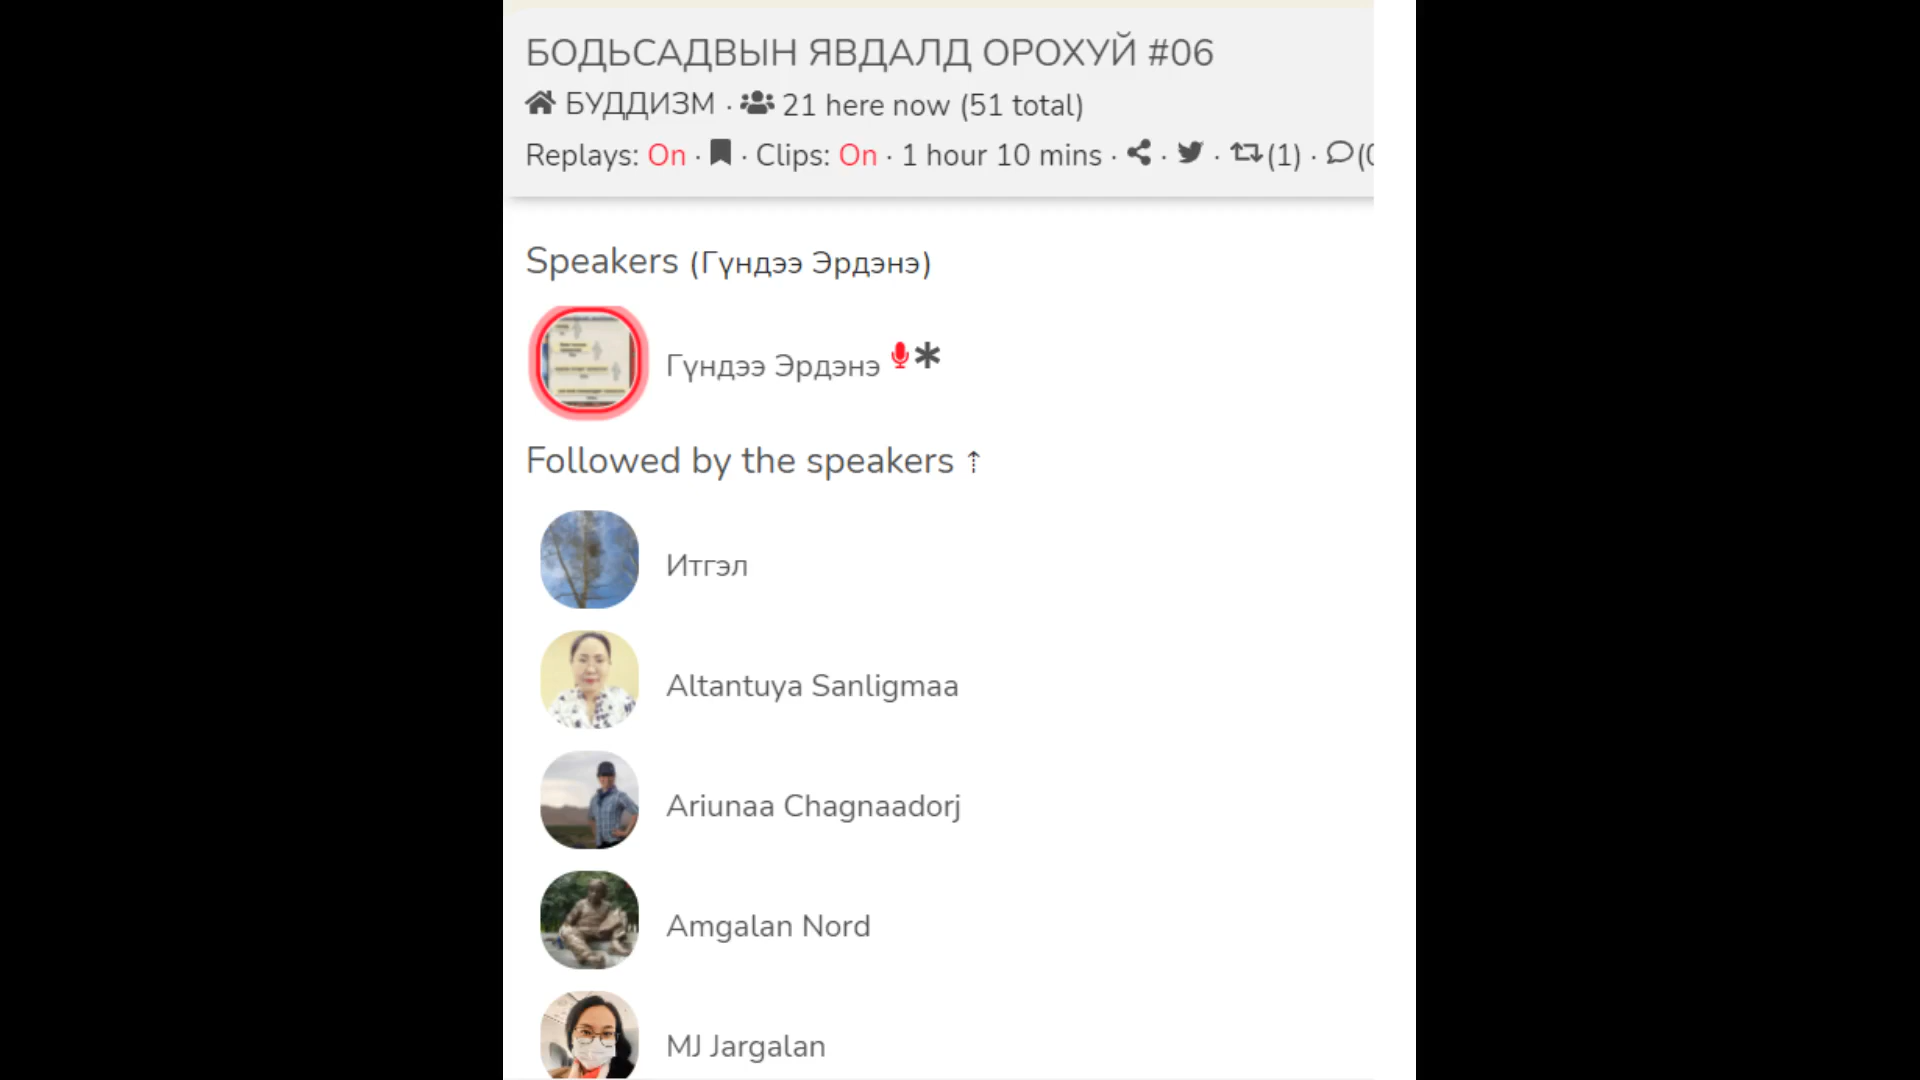 БОДЬСАДВЫН ЯВДАЛД ОРОХУЙ #06
БУДДИЗМ · 21 here now (51 total)
Replays: On · · Clips: On · 1 hour 10 mins · · · (1) · (0
Speakers (Гүндээ Эрдэнэ)
Гүндээ Эрдэнэ
Followed by the speakers ⇡
Итгэл
Altantuya Sanligmaa
Ariunaa Chagnaadorj
Amgalan Nord
MJ Jargalan